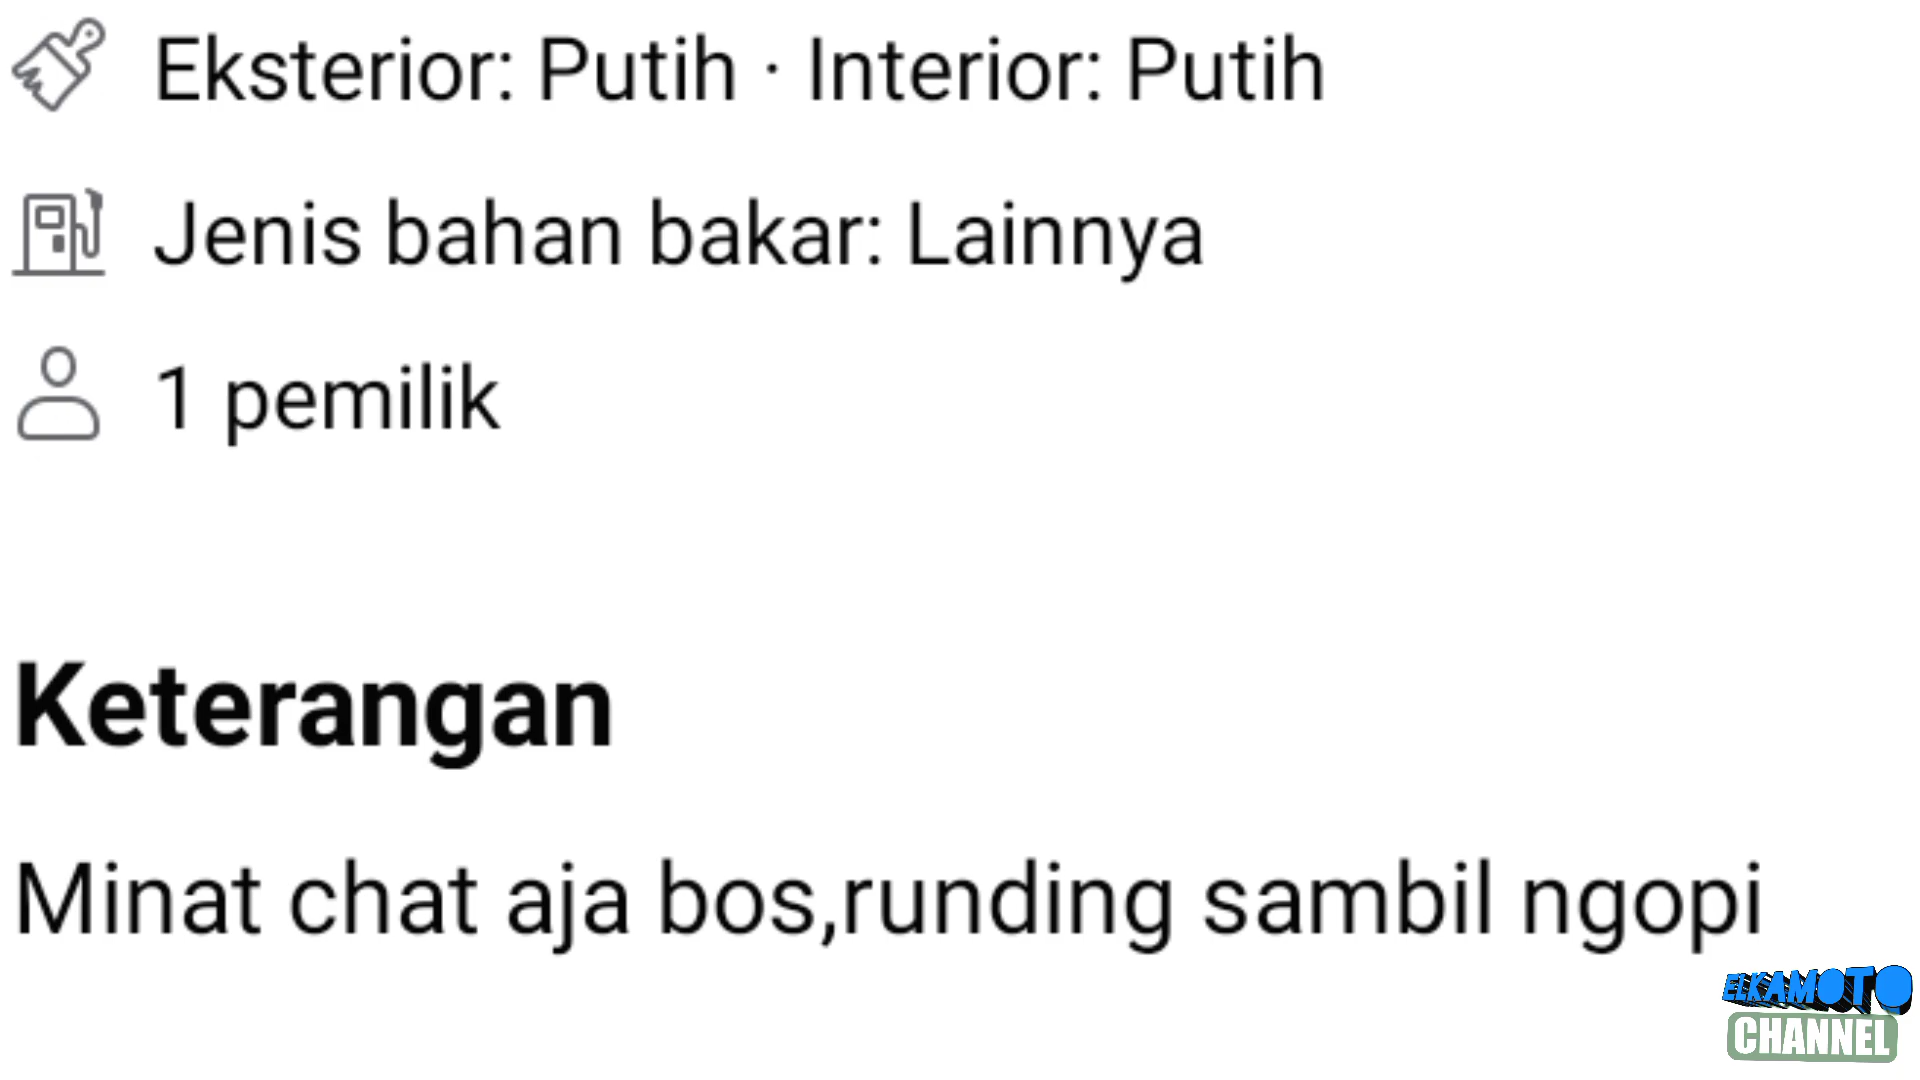 Eksterior: Putih · Interior: Putih
Jenis bahan bakar: Lainnya
1 pemilik
Keterangan
Minat chat aja bos,runding sambil ngopi
ELKAMOTO
CHANNEL